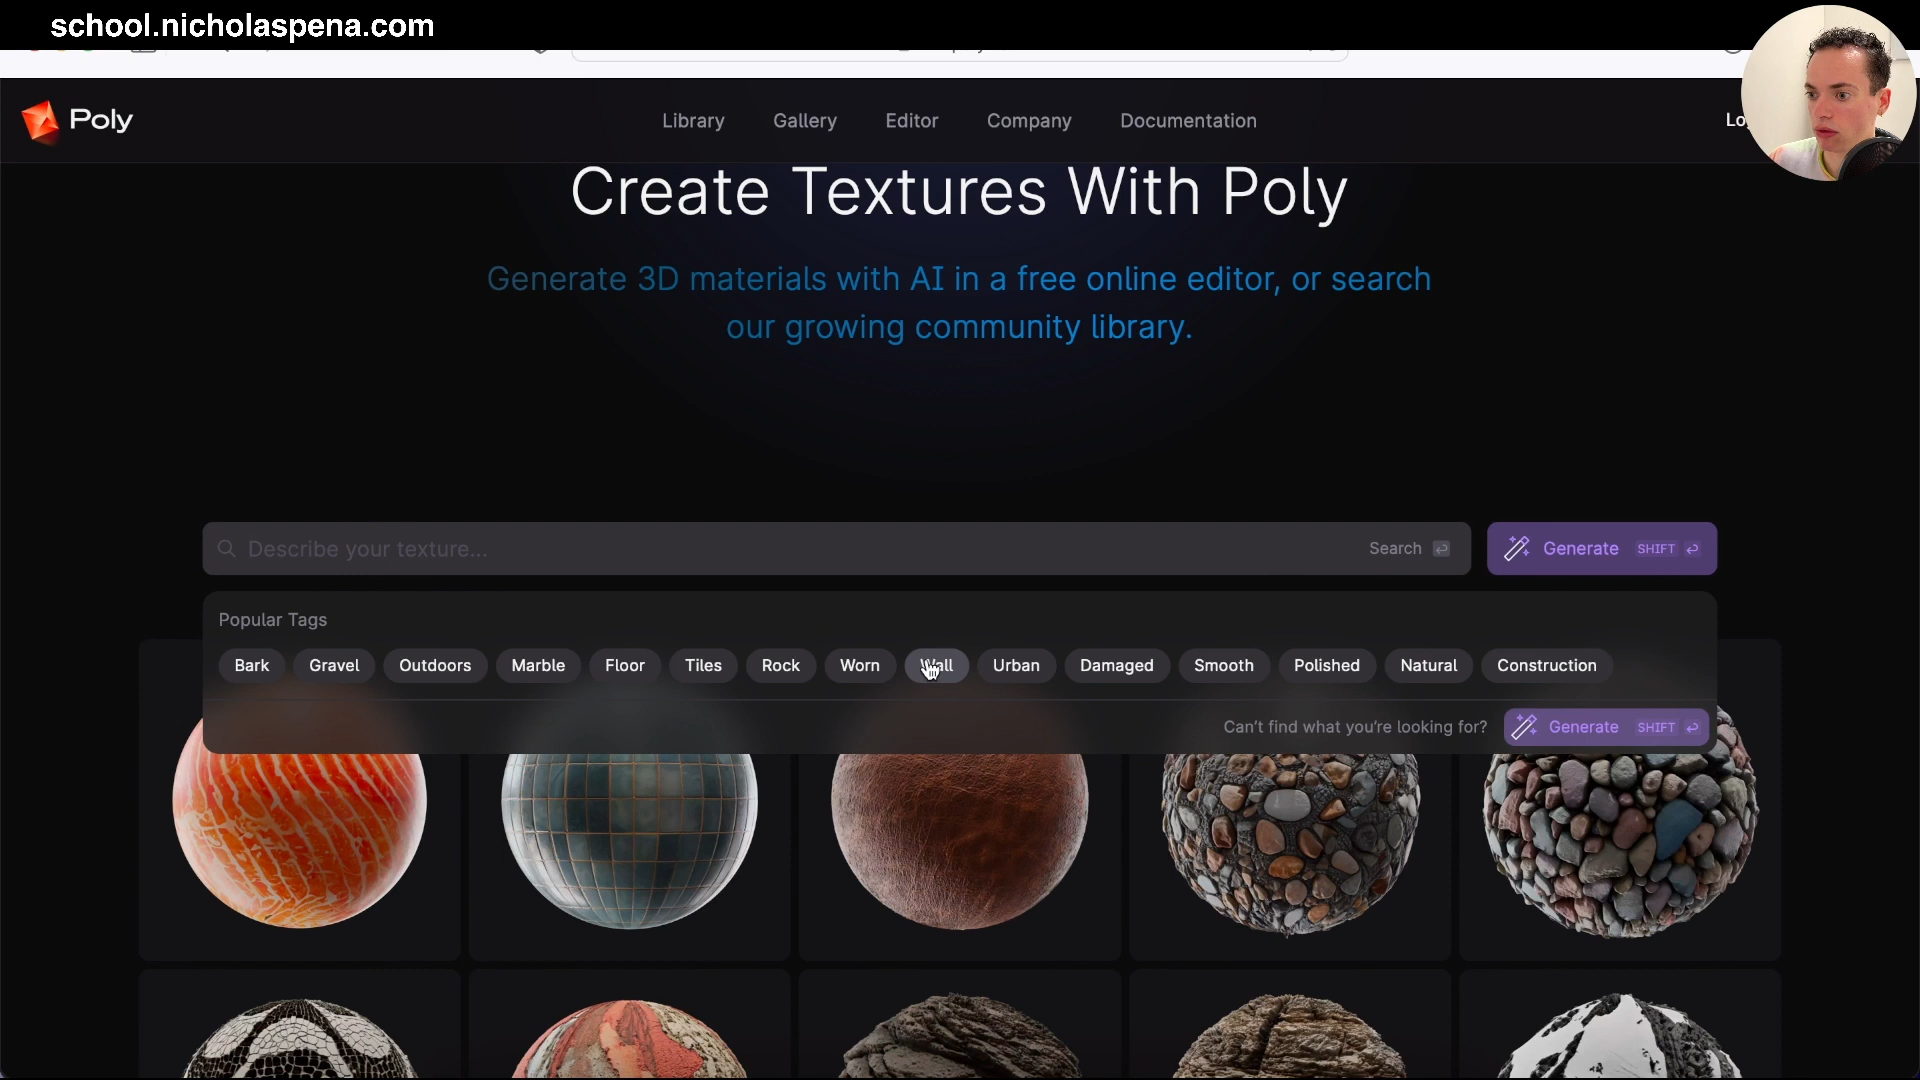 school.nicholaspena.com
Poly
Library Gallery Editor Company Documentation
Create Textures With Poly
Generate 3D materials with AI in a free online editor, or search
our growing community library.
Describe your texture...
Search
Generate SHIFT
Popular Tags
Bark Gravel Outdoors Marble Floor Tiles Rock Worn Wall Urban Damaged Smooth Polished Natural Construction
Can't find what you're looking for?
Generate SHIFT